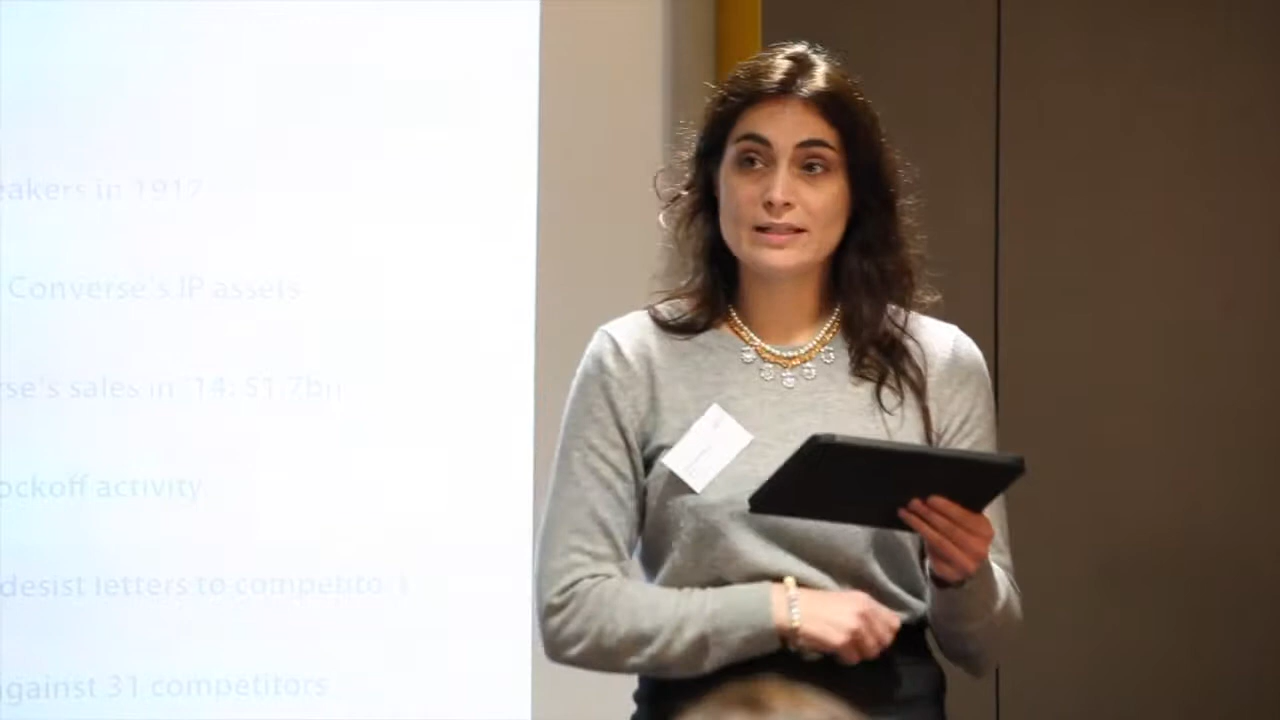 eakers in 1917
Converse's IP assets
rse's sales in '14: $1.7bn
ockoff activity
desist letters to competito
against 31 competitors